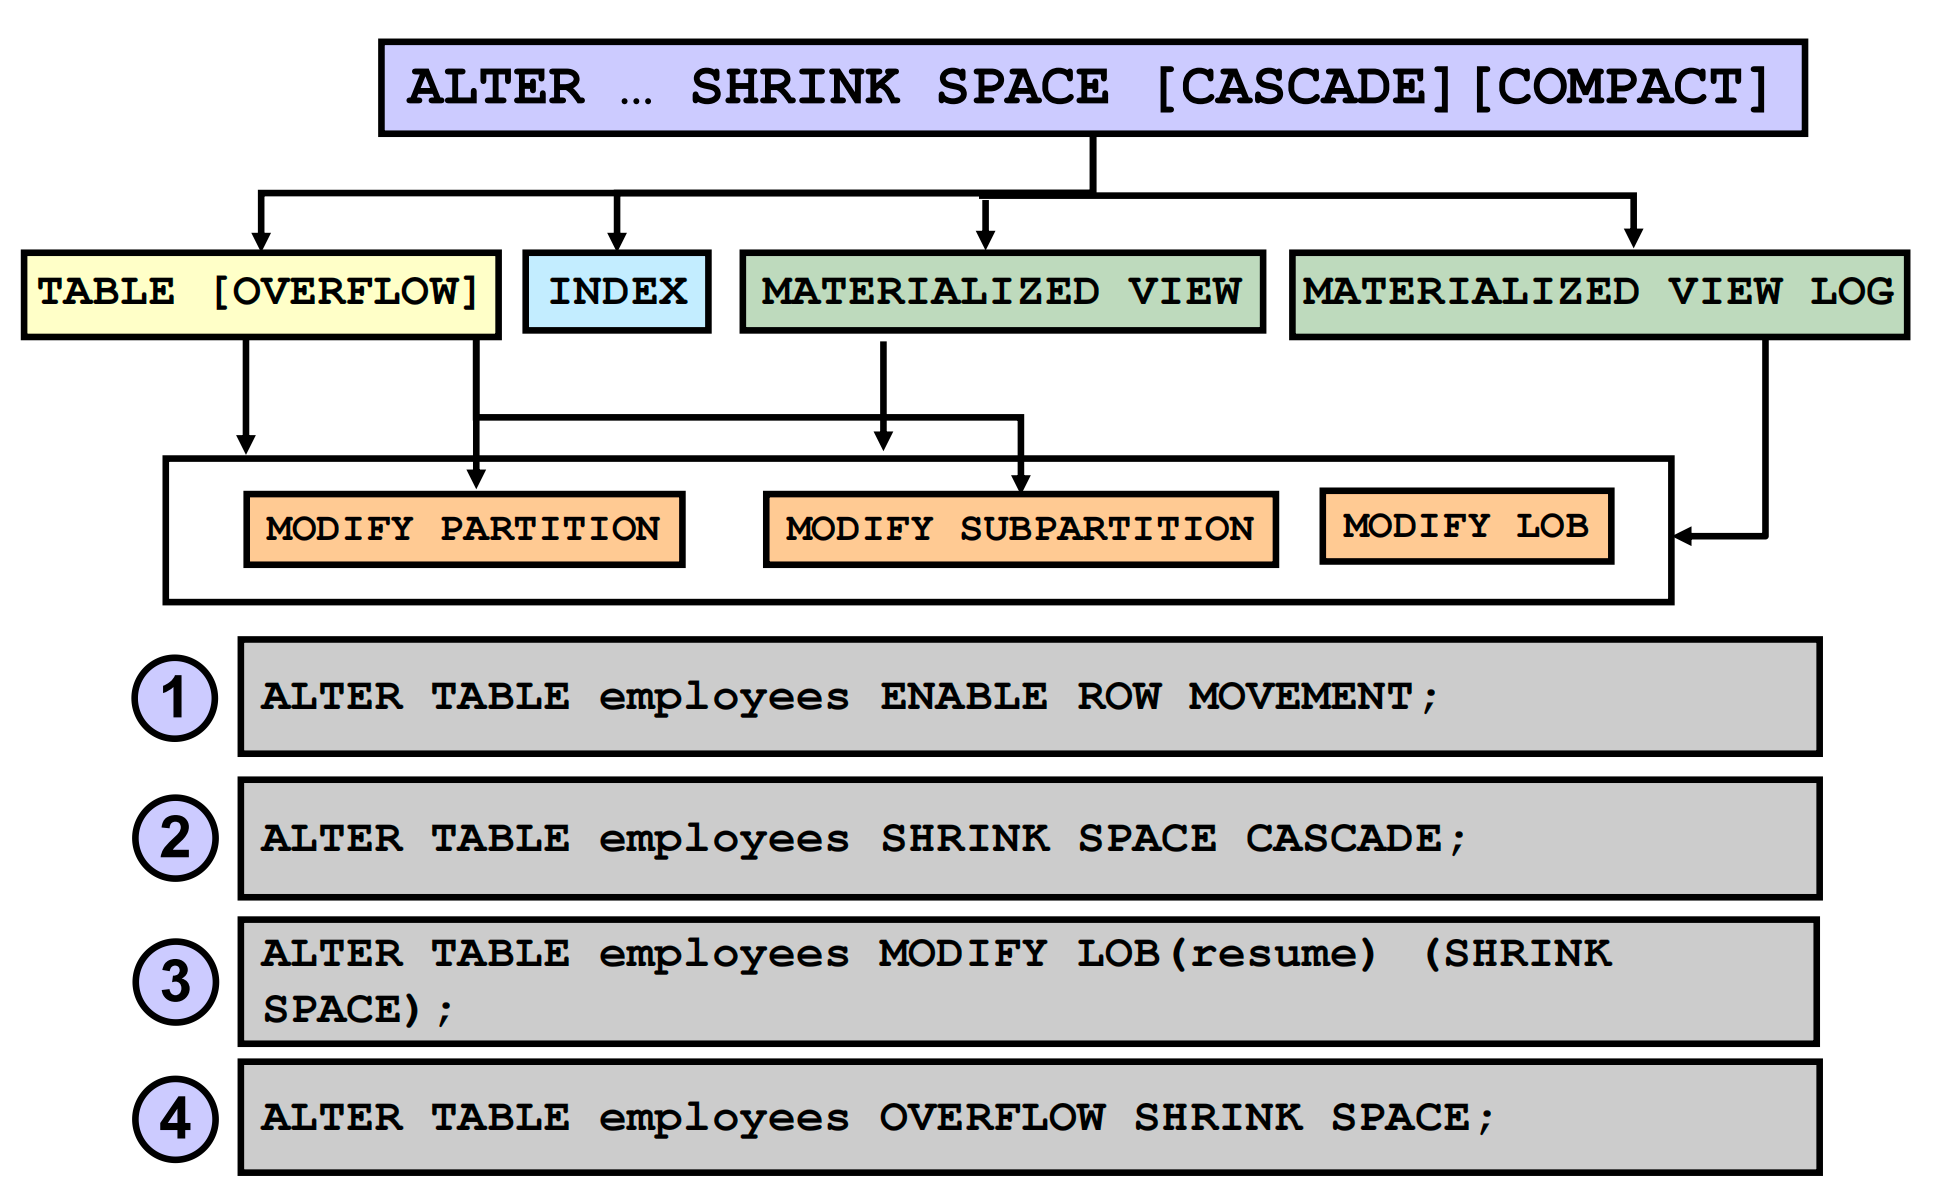 ALTER … SHRINK SPACE [CASCADE][COMPACT]
TABLE [OVERFLOW]
INDEX
MATERIALIZED VIEW
MATERIALIZED VIEW LOG
MODIFY PARTITION
MODIFY SUBPARTITION
MODIFY LOB
1
ALTER TABLE employees ENABLE ROW MOVEMENT;
2
ALTER TABLE employees SHRINK SPACE CASCADE;
3
ALTER TABLE employees MODIFY LOB(resume) (SHRINK
SPACE);
4
ALTER TABLE employees OVERFLOW SHRINK SPACE;